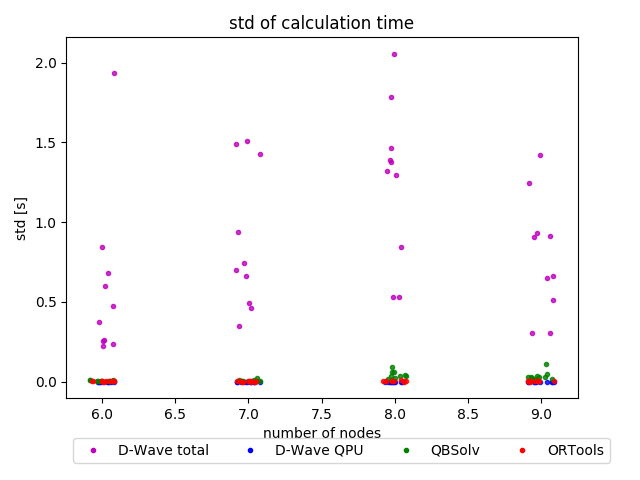 std of calculation time
2.0
1.5
1.0
0.5
0.0
std [s]
6.0 6.5 7.0 7.5 8.0 8.5 9.0
number of nodes
D-Wave total D-Wave QPU QBSolv ORTools